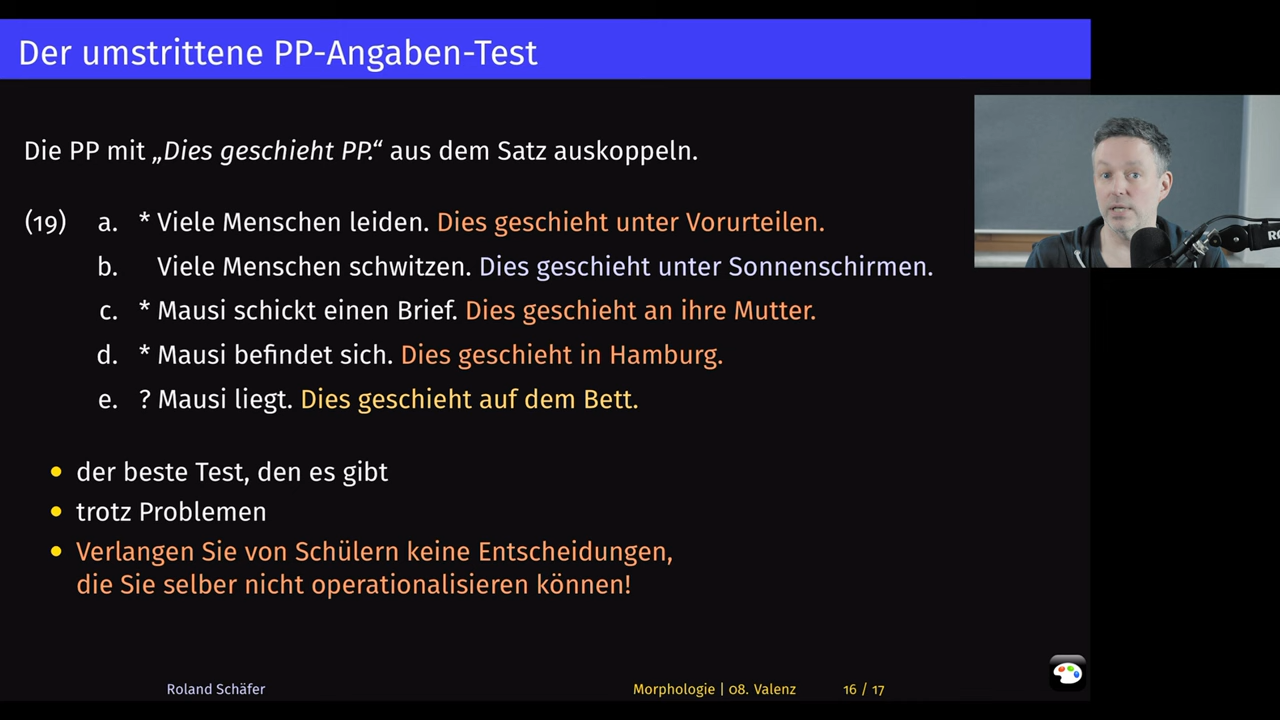 Der umstrittene PP-Angaben-Test
Die PP mit „Dies geschieht PP.“ aus dem Satz auskoppeln.
(19) a. * Viele Menschen leiden. Dies geschieht unter Vorurteilen.
b. Viele Menschen schwitzen. Dies geschieht unter Sonnenschirmen.
c. * Mausi schickt einen Brief. Dies geschieht an ihre Mutter.
d. * Mausi befindet sich. Dies geschieht in Hamburg.
e. ? Mausi liegt. Dies geschieht auf dem Bett.
• der beste Test, den es gibt
• trotz Problemen
• Verlangen Sie von Schülern keine Entscheidungen,
die Sie selber nicht operationalisieren können!
Roland Schäfer Morphologie | 08. Valenz 16 / 17